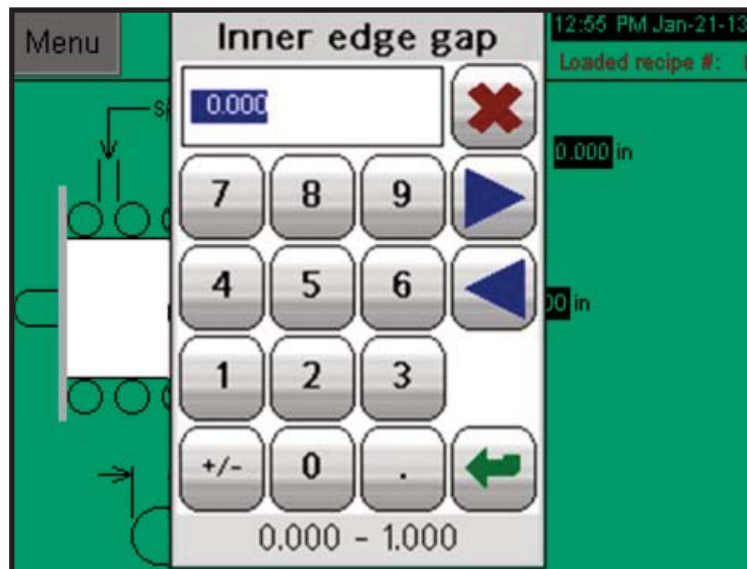 Menu
Inner edge gap
12:55 PM Jan-21-13
Loaded recipe #:
0.000
0.000 in
7 8 9
4 5 6
00 in
1 2 3
+/- 0 .
0.000 - 1.000